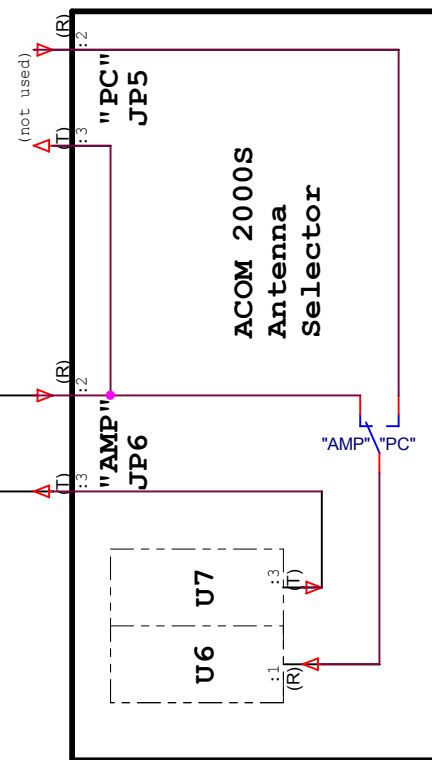 (R)
:2
(not used)
"PC"
JP5
(T)
:3
ACOM 2000S
Antenna
Selector
(R)
:2
"AMP"
JP6
(T)
:3
"AMP" "PC"
U7
:3
(T)
U6
:1
(R)